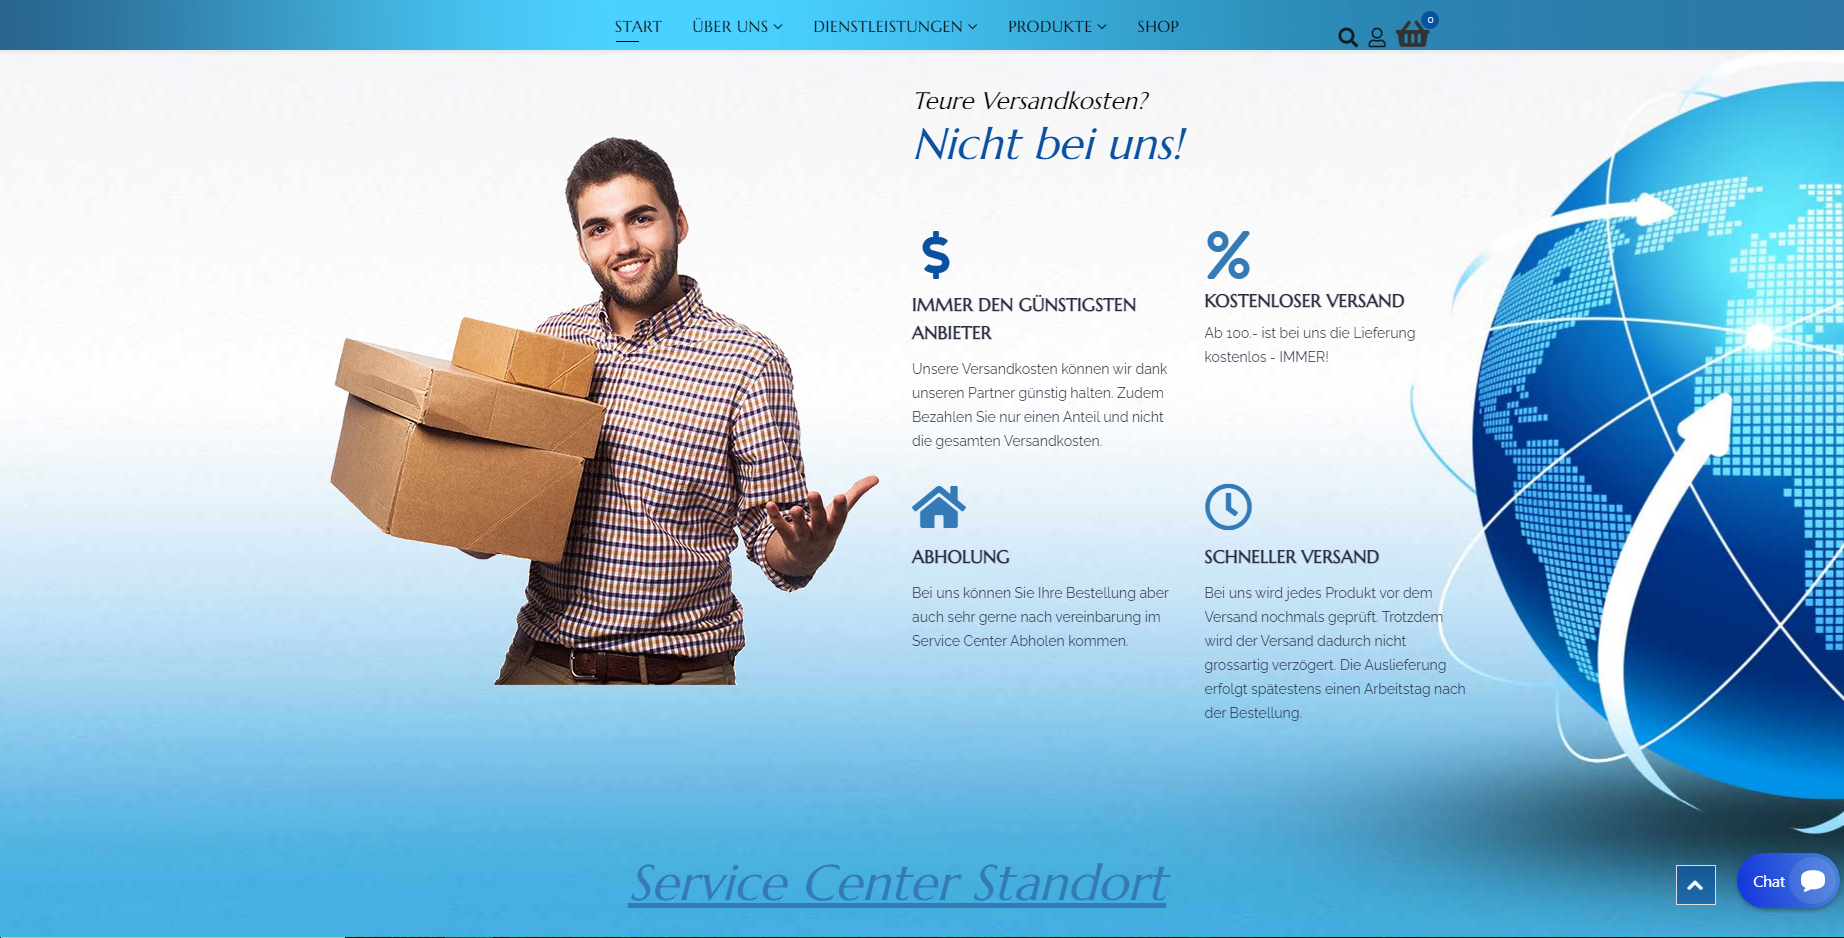 START ÜBER UNS DIENSTLEISTUNGEN PRODUKTE SHOP
0
Teure Versandkosten?
Nicht bei uns!
IMMER DEN GÜNSTIGSTEN
ANBIETER
Unsere Versandkosten können wir dank
unseren Partner günstig halten. Zudem
Bezahlen Sie nur einen Anteil und nicht
die gesamten Versandkosten.
KOSTENLOSER VERSAND
Ab 100.- ist bei uns die Lieferung
kostenlos - IMMER!
ABHOLUNG
Bei uns können Sie Ihre Bestellung aber
auch sehr gerne nach vereinbarung im
Service Center Abholen kommen.
SCHNELLER VERSAND
Bei uns wird jedes Produkt vor dem
Versand nochmals geprüft. Trotzdem
wird der Versand dadurch nicht
grossartig verzögert. Die Auslieferung
erfolgt spätestens einen Arbeitstag nach
der Bestellung.
Service Center Standort
Chat